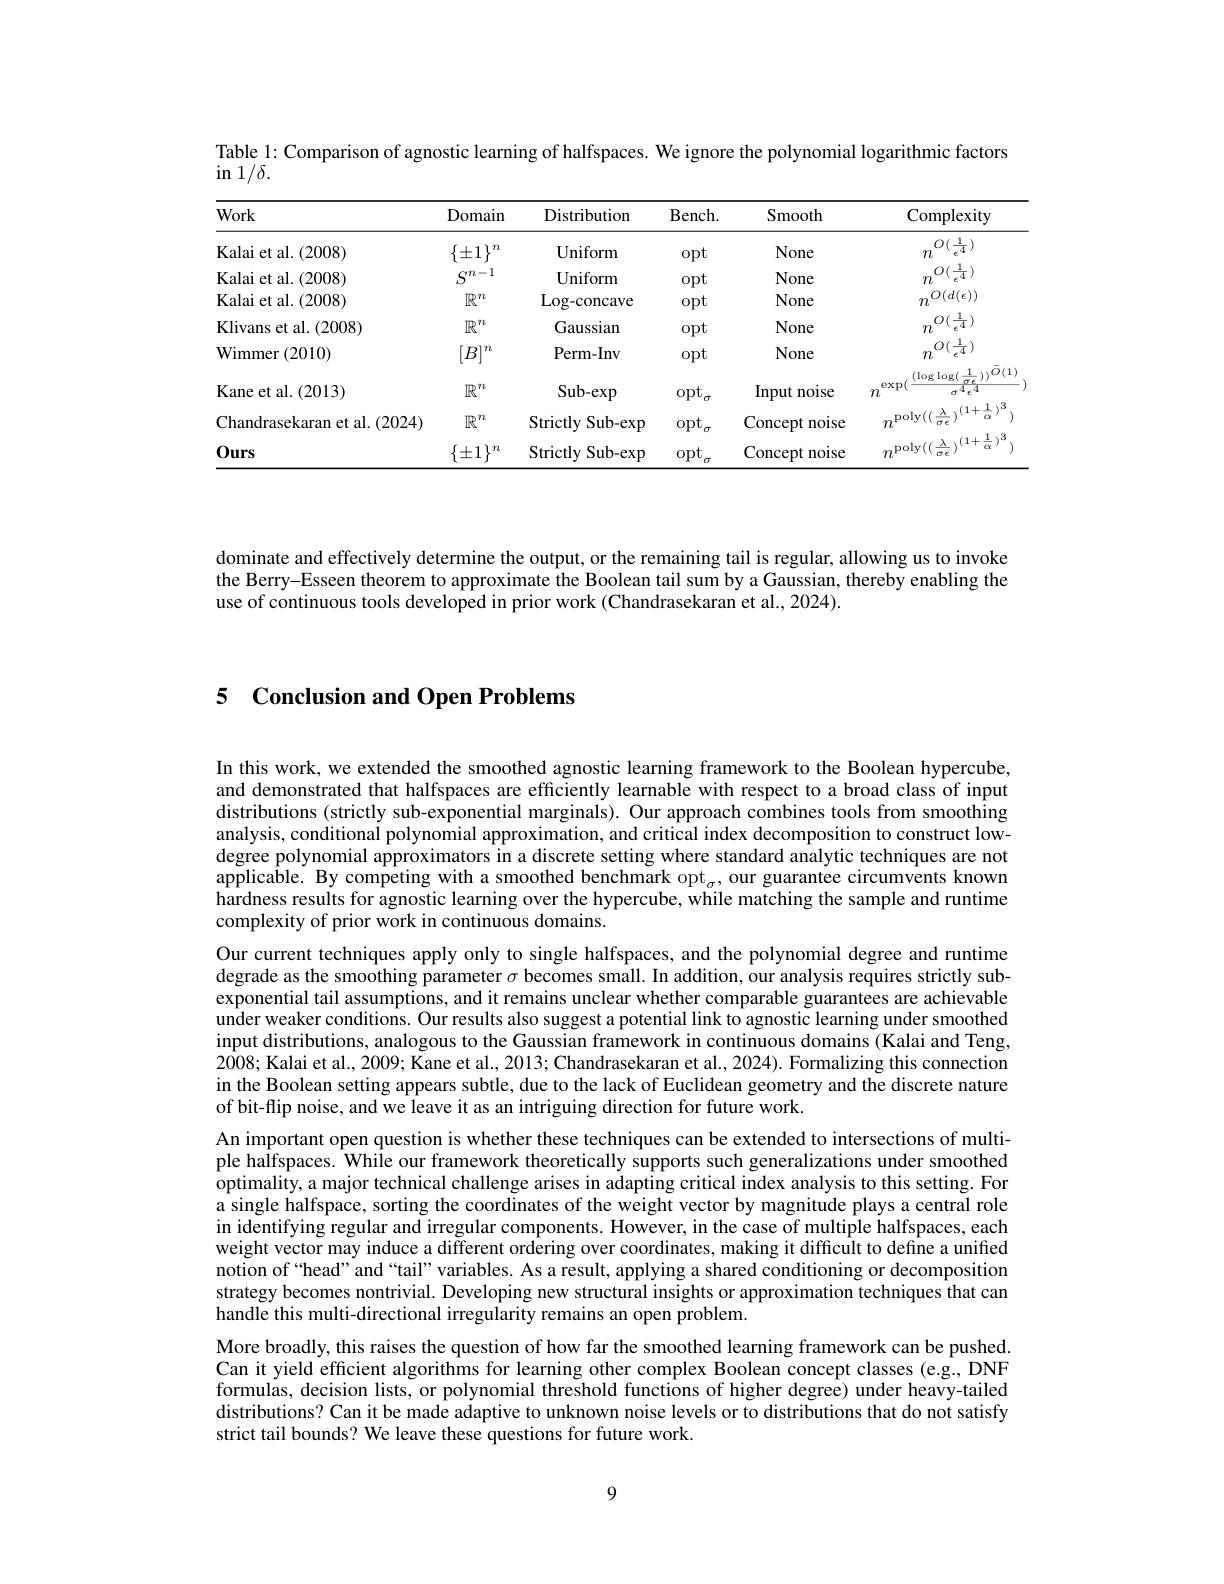 Table 1: Comparison of agnostic learning of halfspaces. We ignore the polynomial logarithmic factors
in 1/δ.
Work Domain Distribution Bench. Smooth Complexity
Kalai et al. (2008) {±1}^n Uniform opt None n^{O(1/ϵ^4)}
Kalai et al. (2008) S^{n−1} Uniform opt None n^{O(1/ϵ^4)}
Kalai et al. (2008) ℝ^n Log-concave opt None n^{O(d(ϵ))}
Klivans et al. (2008) ℝ^n Gaussian opt None n^{O(1/ϵ^4)}
Wimmer (2010) [B]^n Perm-Inv opt None n^{O(1/ϵ^4)}
Kane et al. (2013) ℝ^n Sub-exp opt_σ Input noise n^{exp((log log(1/(σϵ)))^{Õ(1)}/(σ^4ϵ^4))}
Chandrasekaran et al. (2024) ℝ^n Strictly Sub-exp opt_σ Concept noise n^{poly((λ/(σϵ))^{(1+1/α)^3})}
Ours {±1}^n Strictly Sub-exp opt_σ Concept noise n^{poly((λ/(σϵ))^{(1+1/α)^3})}
dominate and effectively determine the output, or the remaining tail is regular, allowing us to invoke
the Berry–Esseen theorem to approximate the Boolean tail sum by a Gaussian, thereby enabling the
use of continuous tools developed in prior work (Chandrasekaran et al., 2024).
5 Conclusion and Open Problems
In this work, we extended the smoothed agnostic learning framework to the Boolean hypercube,
and demonstrated that halfspaces are efficiently learnable with respect to a broad class of input
distributions (strictly sub-exponential marginals). Our approach combines tools from smoothing
analysis, conditional polynomial approximation, and critical index decomposition to construct low-
degree polynomial approximators in a discrete setting where standard analytic techniques are not
applicable. By competing with a smoothed benchmark opt_σ, our guarantee circumvents known
hardness results for agnostic learning over the hypercube, while matching the sample and runtime
complexity of prior work in continuous domains.
Our current techniques apply only to single halfspaces, and the polynomial degree and runtime
degrade as the smoothing parameter σ becomes small. In addition, our analysis requires strictly sub-
exponential tail assumptions, and it remains unclear whether comparable guarantees are achievable
under weaker conditions. Our results also suggest a potential link to agnostic learning under smoothed
input distributions, analogous to the Gaussian framework in continuous domains (Kalai and Teng,
2008; Kalai et al., 2009; Kane et al., 2013; Chandrasekaran et al., 2024). Formalizing this connection
in the Boolean setting appears subtle, due to the lack of Euclidean geometry and the discrete nature
of bit-flip noise, and we leave it as an intriguing direction for future work.
An important open question is whether these techniques can be extended to intersections of multi-
ple halfspaces. While our framework theoretically supports such generalizations under smoothed
optimality, a major technical challenge arises in adapting critical index analysis to this setting. For
a single halfspace, sorting the coordinates of the weight vector by magnitude plays a central role
in identifying regular and irregular components. However, in the case of multiple halfspaces, each
weight vector may induce a different ordering over coordinates, making it difficult to define a unified
notion of “head” and “tail” variables. As a result, applying a shared conditioning or decomposition
strategy becomes nontrivial. Developing new structural insights or approximation techniques that can
handle this multi-directional irregularity remains an open problem.
More broadly, this raises the question of how far the smoothed learning framework can be pushed.
Can it yield efficient algorithms for learning other complex Boolean concept classes (e.g., DNF
formulas, decision lists, or polynomial threshold functions of higher degree) under heavy-tailed
distributions? Can it be made adaptive to unknown noise levels or to distributions that do not satisfy
strict tail bounds? We leave these questions for future work.
9